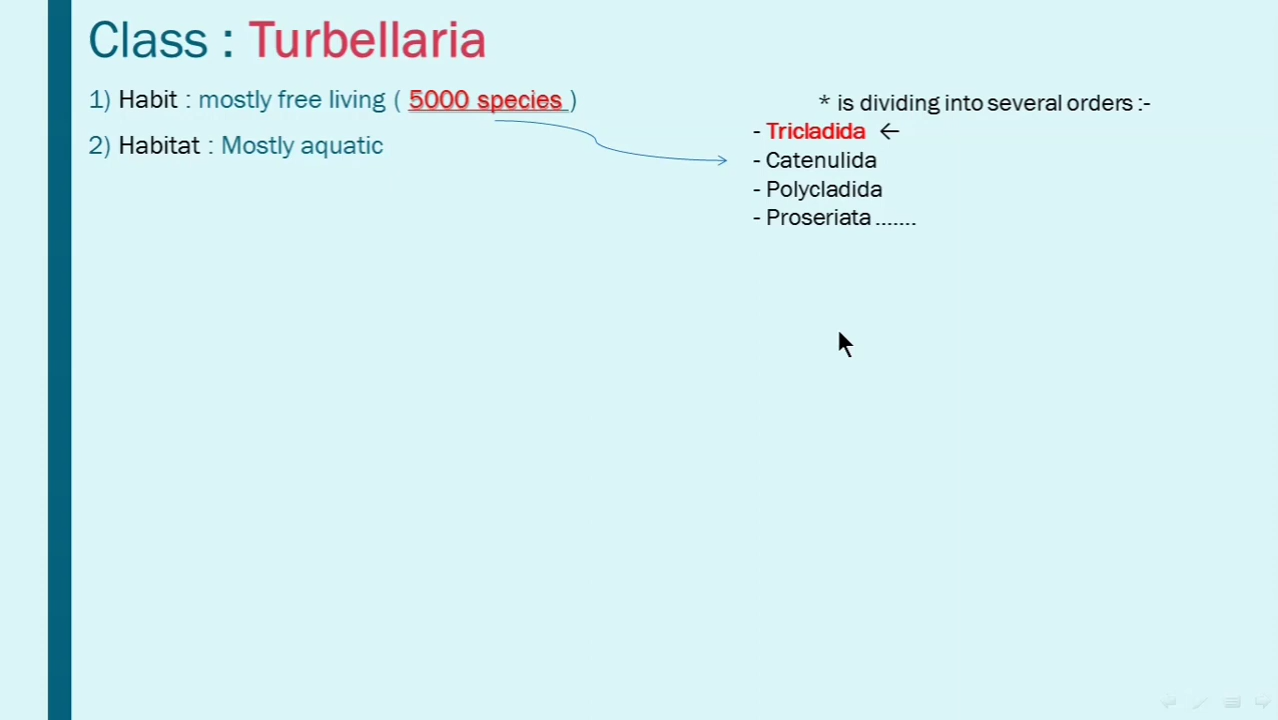 Class : Turbellaria
1) Habit : mostly free living ( 5000 species )
2) Habitat : Mostly aquatic
* is dividing into several orders :-
- Tricladida ←
- Catenulida
- Polycladida
- Proseriata .......